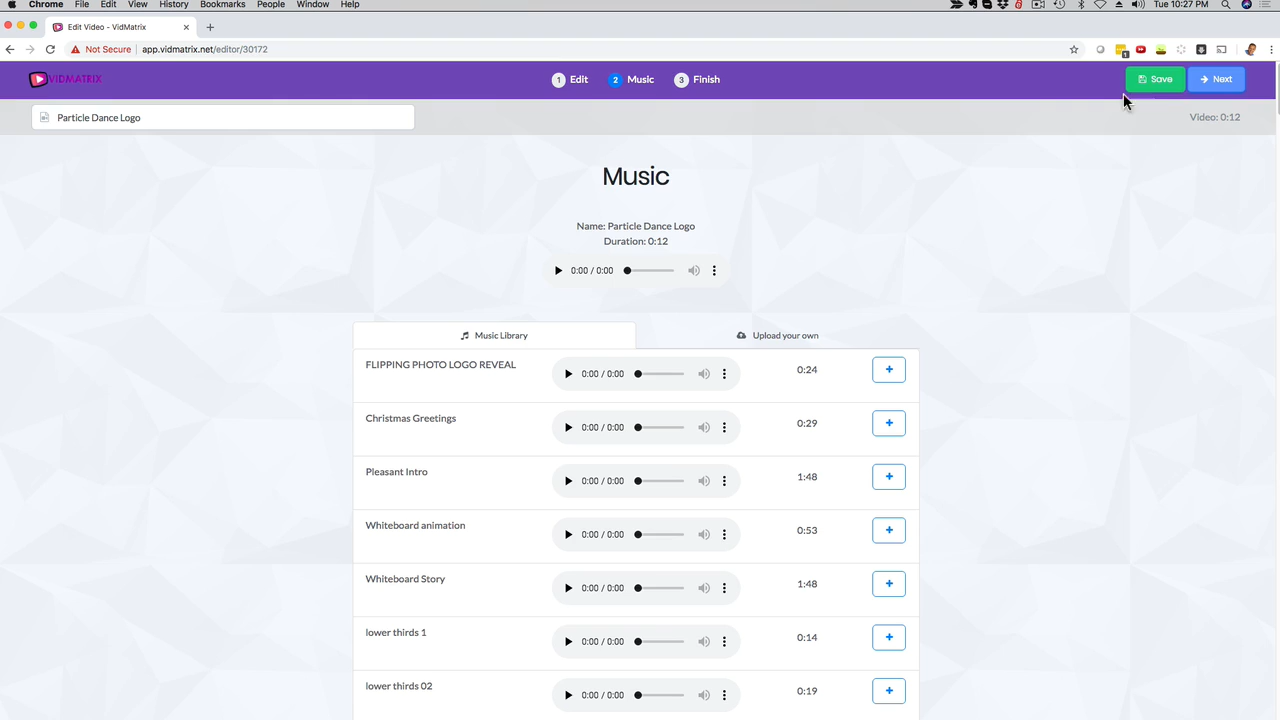 Chrome File Edit View History Bookmarks People Window Help Tue 10:27 PM
Edit Video - VidMatrix
Not Secure app.vidmatrix.net/editor/30172
1
VIDMATRIX 1 Edit 2 Music 3 Finish Save Next
Particle Dance Logo Video: 0:12
Music
Name: Particle Dance Logo
Duration: 0:12
0:00 / 0:00
Music Library Upload your own
FLIPPING PHOTO LOGO REVEAL 0:00 / 0:00 0:24 +
Christmas Greetings 0:00 / 0:00 0:29 +
Pleasant Intro 0:00 / 0:00 1:48 +
Whiteboard animation 0:00 / 0:00 0:53 +
Whiteboard Story 0:00 / 0:00 1:48 +
lower thirds 1 0:00 / 0:00 0:14 +
lower thirds 02 0:00 / 0:00 0:19 +